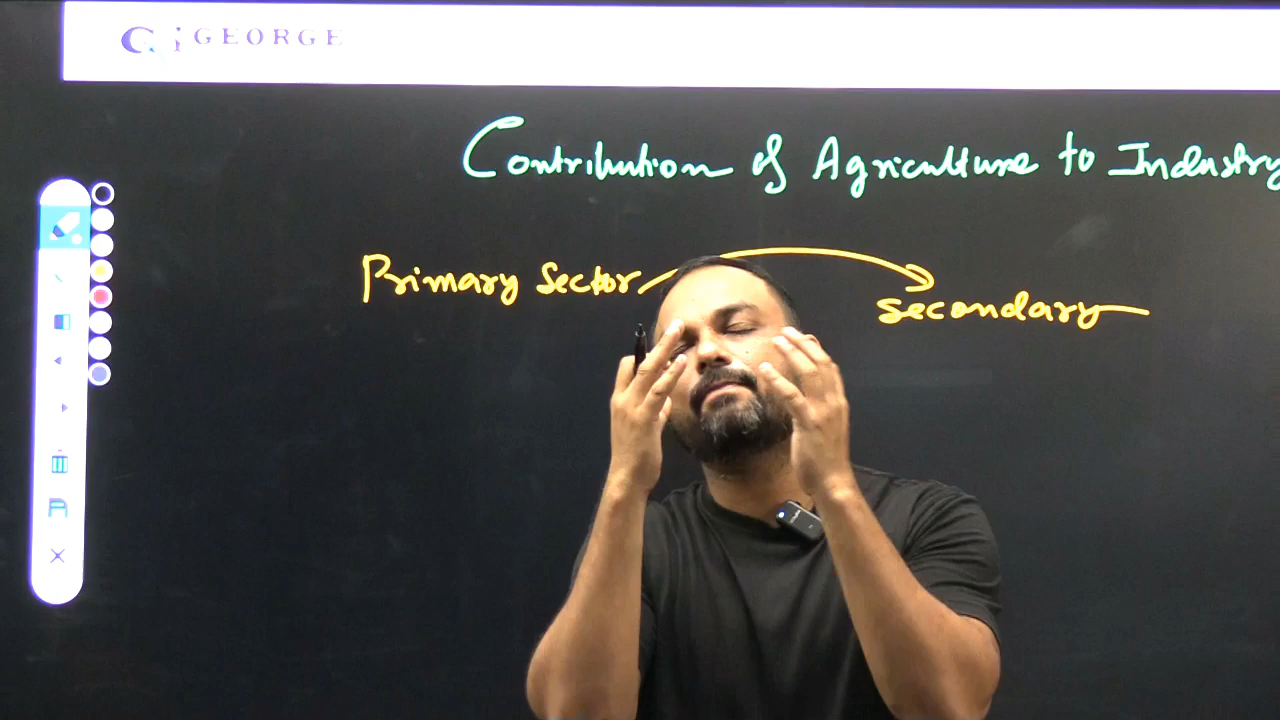 GEORGE
Contribution of Agriculture to Industry
Primary Sector
secondary